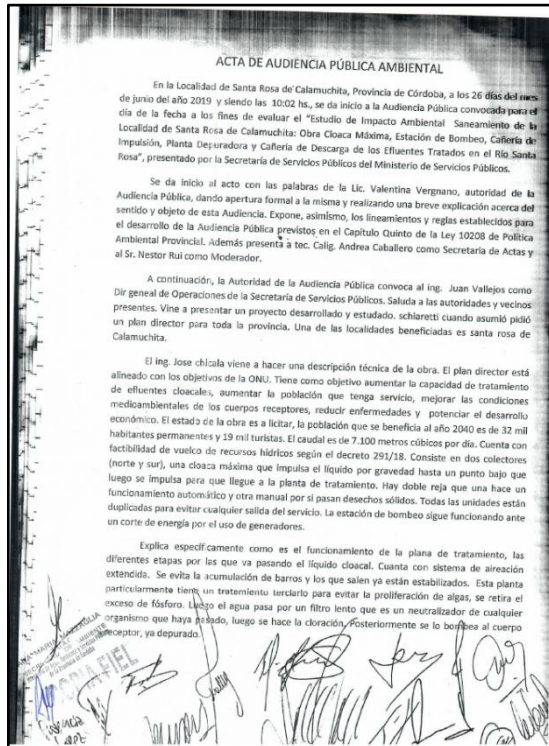 ACTA DE AUDIENCIA PÚBLICA AMBIENTAL
En la Localidad de Santa Rosa de Calamuchita, Provincia de Córdoba, a los 26 días del mes
de junio del año 2019 y siendo las 10:02 hs., se da inicio a la Audiencia Pública convocada para el
día de la fecha a los fines de evaluar el "Estudio de Impacto Ambiental Saneamiento de la
Localidad de Santa Rosa de Calamuchita: Obra Cloaca Máxima, Estación de Bombeo, Cañería de
Impulsión, Planta Depuradora y Cañería de Descarga de los Efluentes Tratados en el Río Santa
Rosa", presentado por la Secretaría de Servicios Públicos del Ministerio de Servicios Públicos.
Se da inicio al acto con las palabras de la Lic. Valentina Vergnano, autoridad de la
Audiencia Pública, dando apertura formal a la misma y realizando una breve explicación acerca del
sentido y objeto de esta Audiencia. Expone, asimismo, los lineamientos y reglas establecidos para
el desarrollo de la Audiencia Pública previstos en el Capítulo Quinto de la Ley 10208 de Política
Ambiental Provincial. Además presenta a tec. Calig. Andrea Caballero como Secretaria de Actas y
al Sr. Nestor Rui como Moderador.
A continuación, la Autoridad de la Audiencia Pública convoca al ing. Juan Vallejos como
Dir geneal de Operaciones de la Secretaría de Servicios Públicos. Saluda a las autoridades y vecinos
presentes. Vine a presentar un proyecto desarrollado y estudado. schiaretti cuando asumió pidió
un plan director para toda la provincia. Una de las localidades beneficiadas es santa rosa de
Calamuchita.
El ing. Jose chicala viene a hacer una descripción técnica de la obra. El plan director está
alineado con los objetivos de la ONU. Tiene como objetivo aumentar la capacidad de tratamiento
de efluentes cloacales, aumentar la población que tenga servicio, mejorar las condiciones
medioambientales de los cuerpos receptores, reducir enfermedades y potenciar el desarrollo
económico. El estado de la obra es a licitar, la población que se beneficia al año 2040 es de 32 mil
habitantes permanentes y 19 mil turistas. El caudal es de 7.100 metros cúbicos por día. Cuenta con
factibilidad de vuelco de recursos hídricos según el decreto 291/18. Consiste en dos colectores
(norte y sur), una cloaca máxima que impulsa el líquido por gravedad hasta un punto bajo que
luego se impulsa para que llegue a la planta de tratamiento. Hay doble reja que una hace un
funcionamiento automático y otra manual por si pasan desechos sólidos. Todas las unidades están
duplicadas para evitar cualquier salida del servicio. La estación de bombeo sigue funcionando ante
un corte de energía por el uso de generadores.
Explica específicamente como es el funcionamiento de la plana de tratamiento, las
diferentes etapas por las que va pasando el líquido cloacal. Cuanta con sistema de aireación
extendida. Se evita la acumulación de barros y los que salen ya están estabilizados. Esta planta
particularmente tiene un tratamiento terciario para evitar la proliferación de algas, se retira el
exceso de fósforo. Luego el agua pasa por un filtro lento que es un neutralizador de cualquier
organismo que haya pasado, luego se hace la cloración. Posteriormente se lo bombea al cuerpo
receptor, ya depurado.
COPIA FIEL